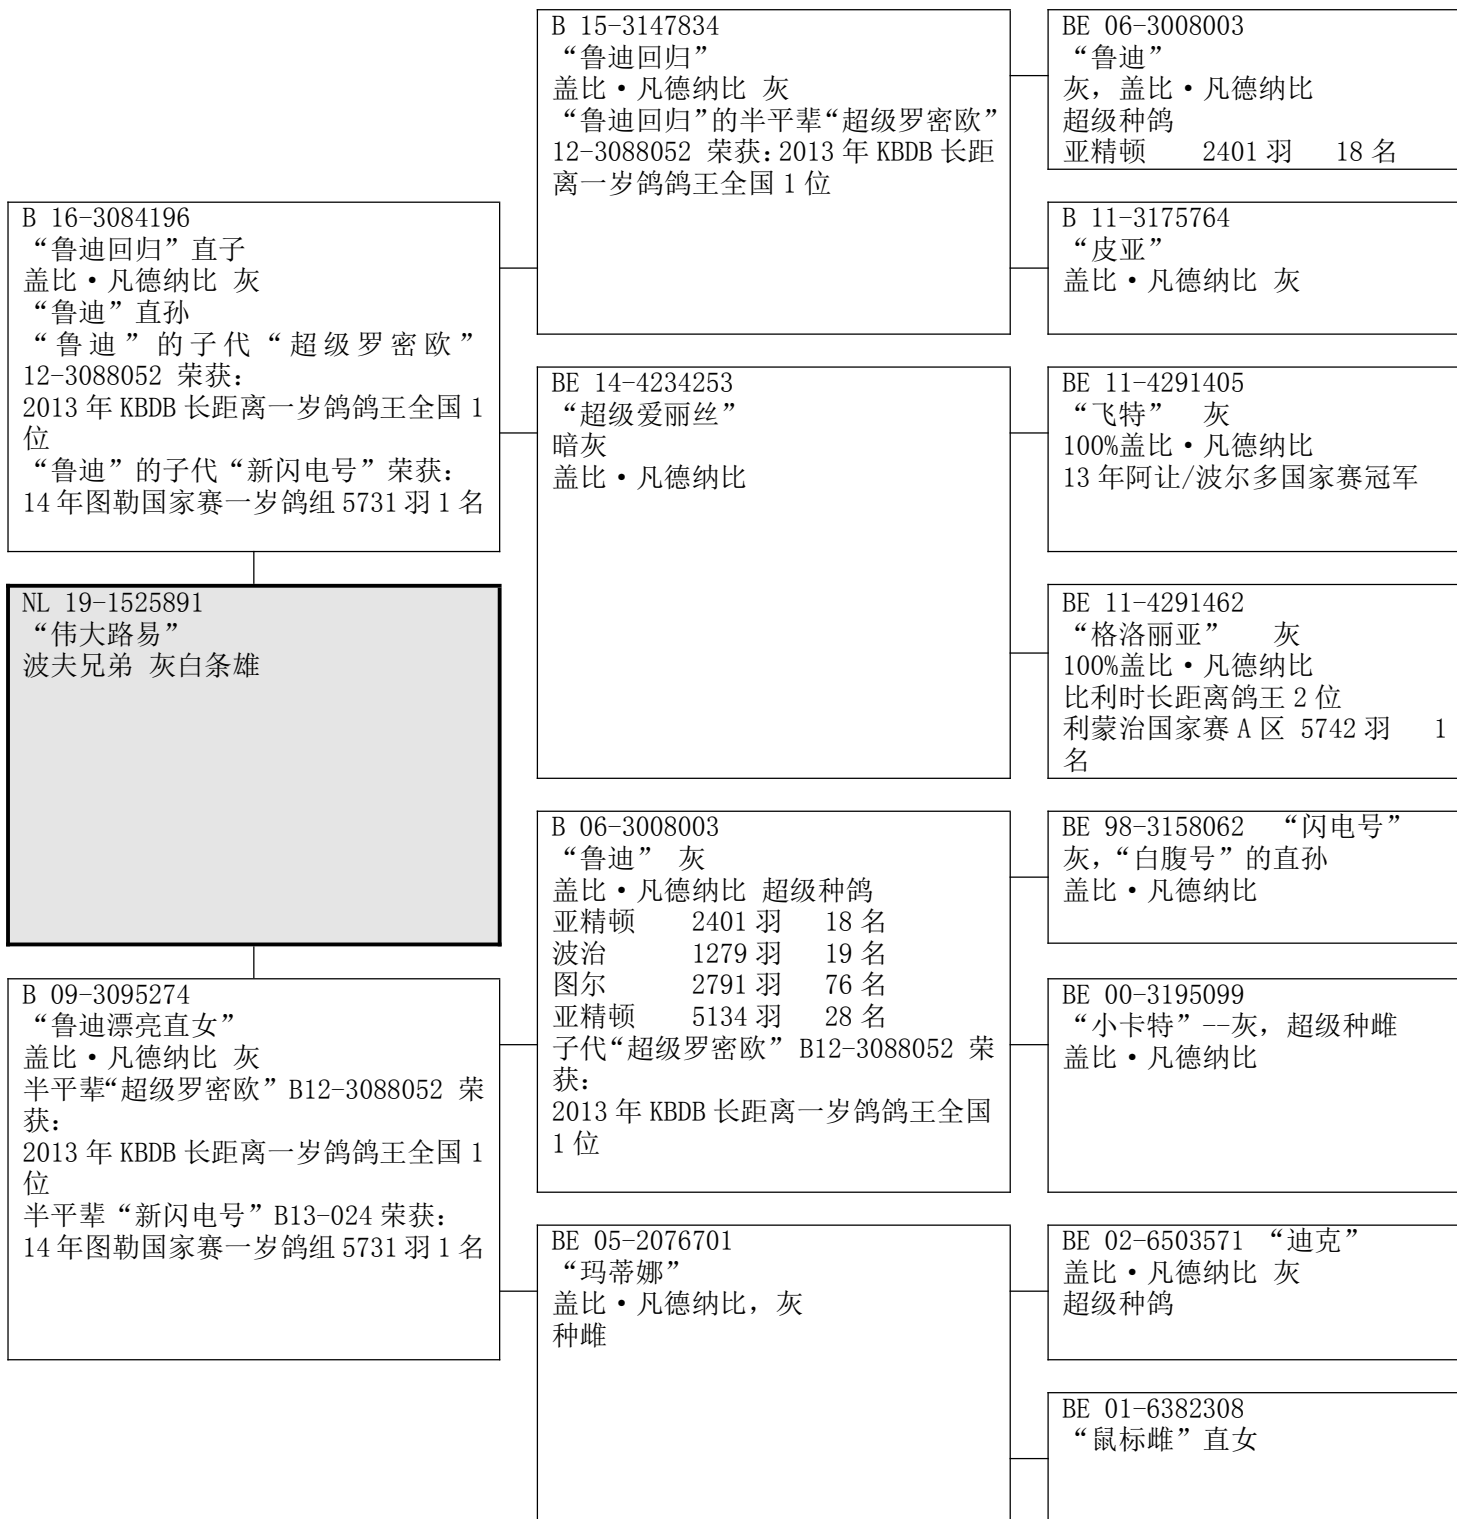 B 16-3084196
“鲁迪回归”直子
盖比·凡德纳比 灰
“鲁迪”直孙
“鲁迪”的子代“超级罗密欧”
12-3088052 荣获：
2013 年 KBDB 长距离一岁鸽鸽王全国 1
位
“鲁迪”的子代“新闪电号”荣获：
14 年图勒国家赛一岁鸽组 5731 羽 1 名
NL 19-1525891
“伟大路易”
波夫兄弟 灰白条雄
B 09-3095274
“鲁迪漂亮直女”
盖比·凡德纳比 灰
半平辈“超级罗密欧”B12-3088052 荣
获：
2013 年 KBDB 长距离一岁鸽鸽王全国 1
位
半平辈“新闪电号”B13-024 荣获：
14 年图勒国家赛一岁鸽组 5731 羽 1 名
B 15-3147834
“鲁迪回归”
盖比·凡德纳比 灰
“鲁迪回归”的半平辈“超级罗密欧”
12-3088052 荣获：2013 年 KBDB 长距
离一岁鸽鸽王全国 1 位
BE 14-4234253
“超级爱丽丝”
暗灰
盖比·凡德纳比
B 06-3008003
“鲁迪” 灰
盖比·凡德纳比 超级种鸽
亚精顿 2401 羽 18 名
波治 1279 羽 19 名
图尔 2791 羽 76 名
亚精顿 5134 羽 28 名
子代“超级罗密欧” B12-3088052 荣
获：
2013 年 KBDB 长距离一岁鸽鸽王全国
1 位
BE 05-2076701
“玛蒂娜”
盖比·凡德纳比，灰
种雌
BE 06-3008003
“鲁迪”
灰，盖比·凡德纳比
超级种鸽
亚精顿 2401 羽 18 名
B 11-3175764
“皮亚”
盖比·凡德纳比 灰
BE 11-4291405
“飞特” 灰
100%盖比·凡德纳比
13 年阿让/波尔多国家赛冠军
BE 11-4291462
“格洛丽亚” 灰
100%盖比·凡德纳比
比利时长距离鸽王 2 位
利蒙治国家赛 A 区 5742 羽 1
名
BE 98-3158062 “闪电号”
灰，“白腹号”的直孙
盖比·凡德纳比
BE 00-3195099
“小卡特”--灰，超级种雌
盖比·凡德纳比
BE 02-6503571 “迪克”
盖比·凡德纳比 灰
超级种鸽
BE 01-6382308
“鼠标雌”直女